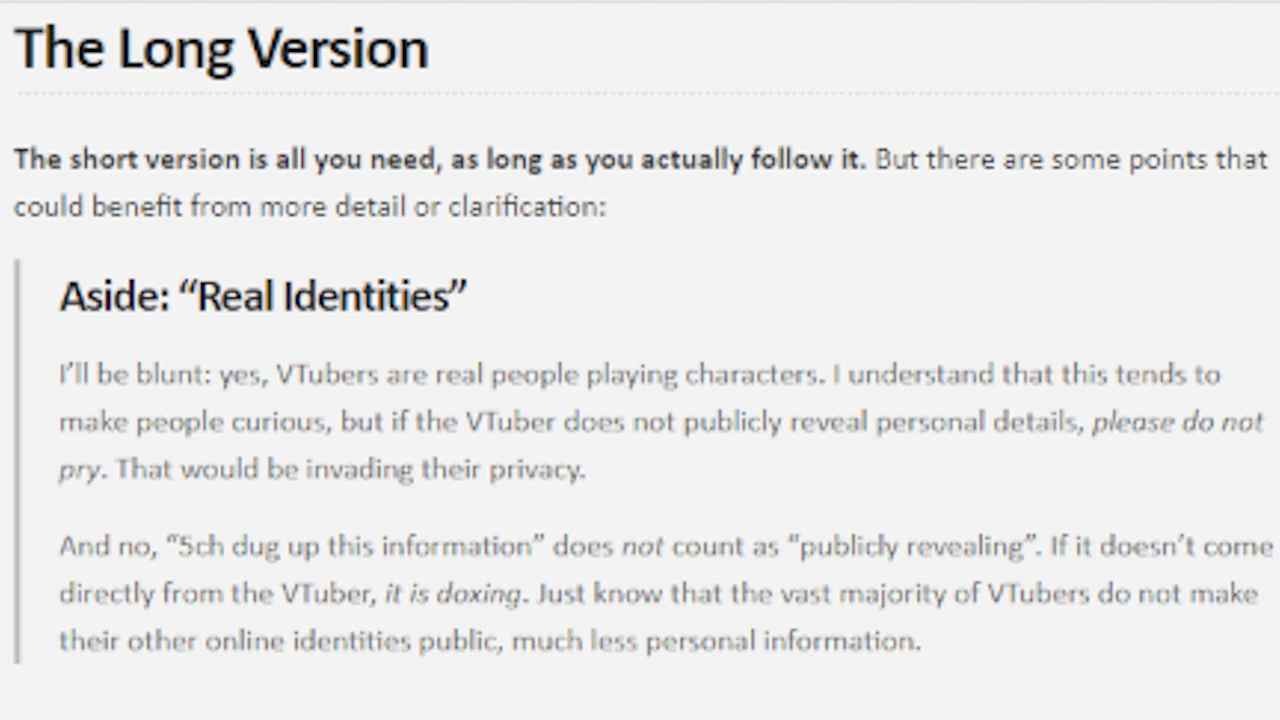 The Long Version
The short version is all you need, as long as you actually follow it. But there are some points that
could benefit from more detail or clarification:
Aside: “Real Identities”
I’ll be blunt: yes, VTubers are real people playing characters. I understand that this tends to
make people curious, but if the VTuber does not publicly reveal personal details, please do not
pry. That would be invading their privacy.
And no, “5ch dug up this information” does not count as “publicly revealing”. If it doesn’t come
directly from the VTuber, it is doxing. Just know that the vast majority of VTubers do not make
their other online identities public, much less personal information.